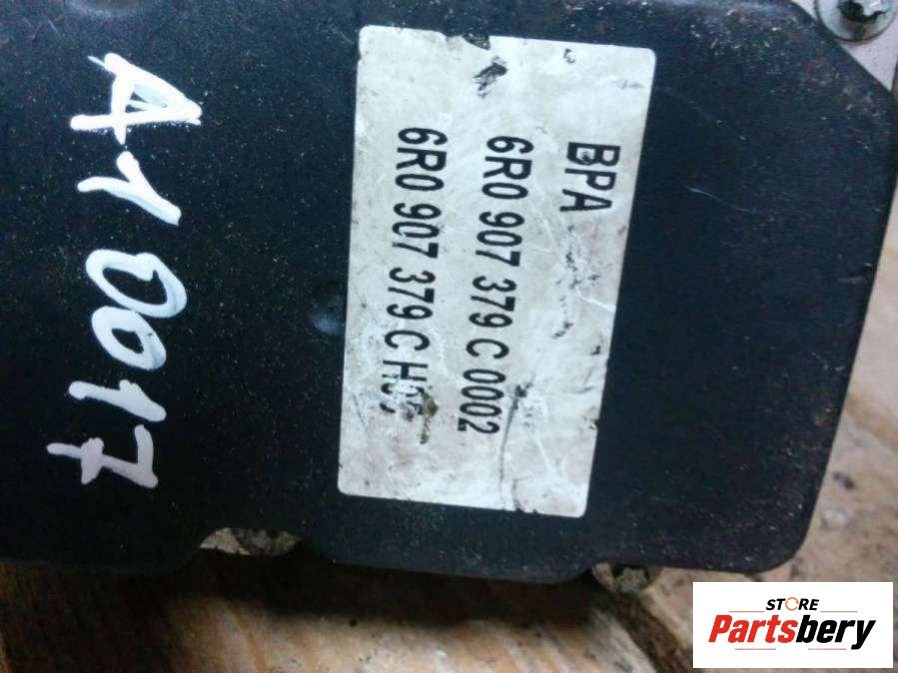 A1 0017
BPA
6R0 907 379 C 0002
6R0 907 379 C
STORE
Partsbery